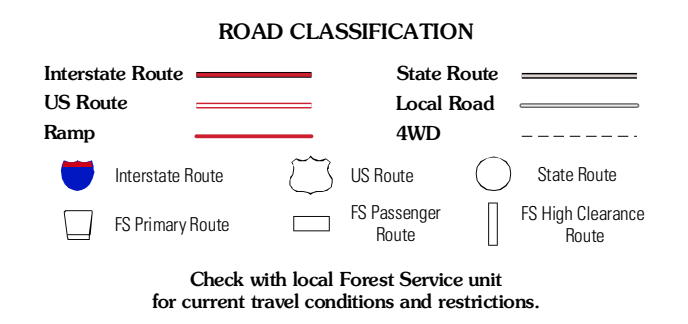 ROAD CLASSIFICATION
Interstate Route
State Route
US Route
Local Road
Ramp
4WD
Interstate Route
US Route
State Route
FS Primary Route
FS Passenger
Route
FS High Clearance
Route
Check with local Forest Service unit
for current travel conditions and restrictions.